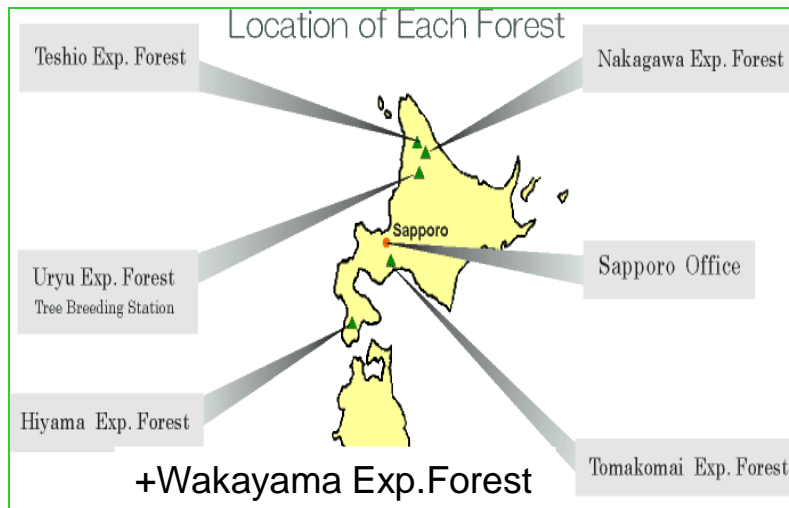 Location of Each Forest
Teshio Exp. Forest
Nakagawa Exp. Forest
Sapporo
Uryu Exp. Forest
Tree Breeding Station
Sapporo Office
Hiyama Exp. Forest
Tomakomai Exp. Forest
+Wakayama Exp.Forest